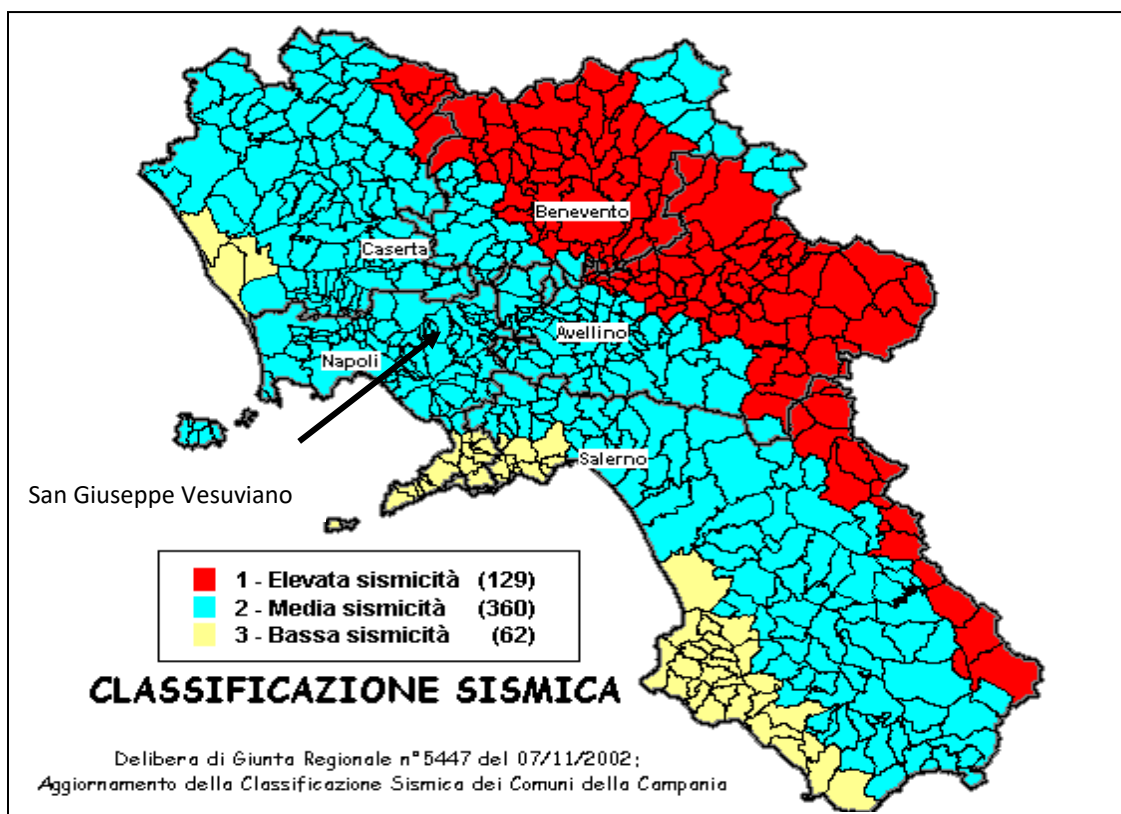 Benevento
Caserta
Avellino
Napoli
Salerno
San Giuseppe Vesuviano
1 - Elevata sismicità (129)
2 - Media sismicità (360)
3 - Bassa sismicità (62)
CLASSIFICAZIONE SISMICA
Delibera di Giunta Regionale n°5447 del 07/11/2002;
Aggiornamento della Classificazione Sismica dei Comuni della Campania